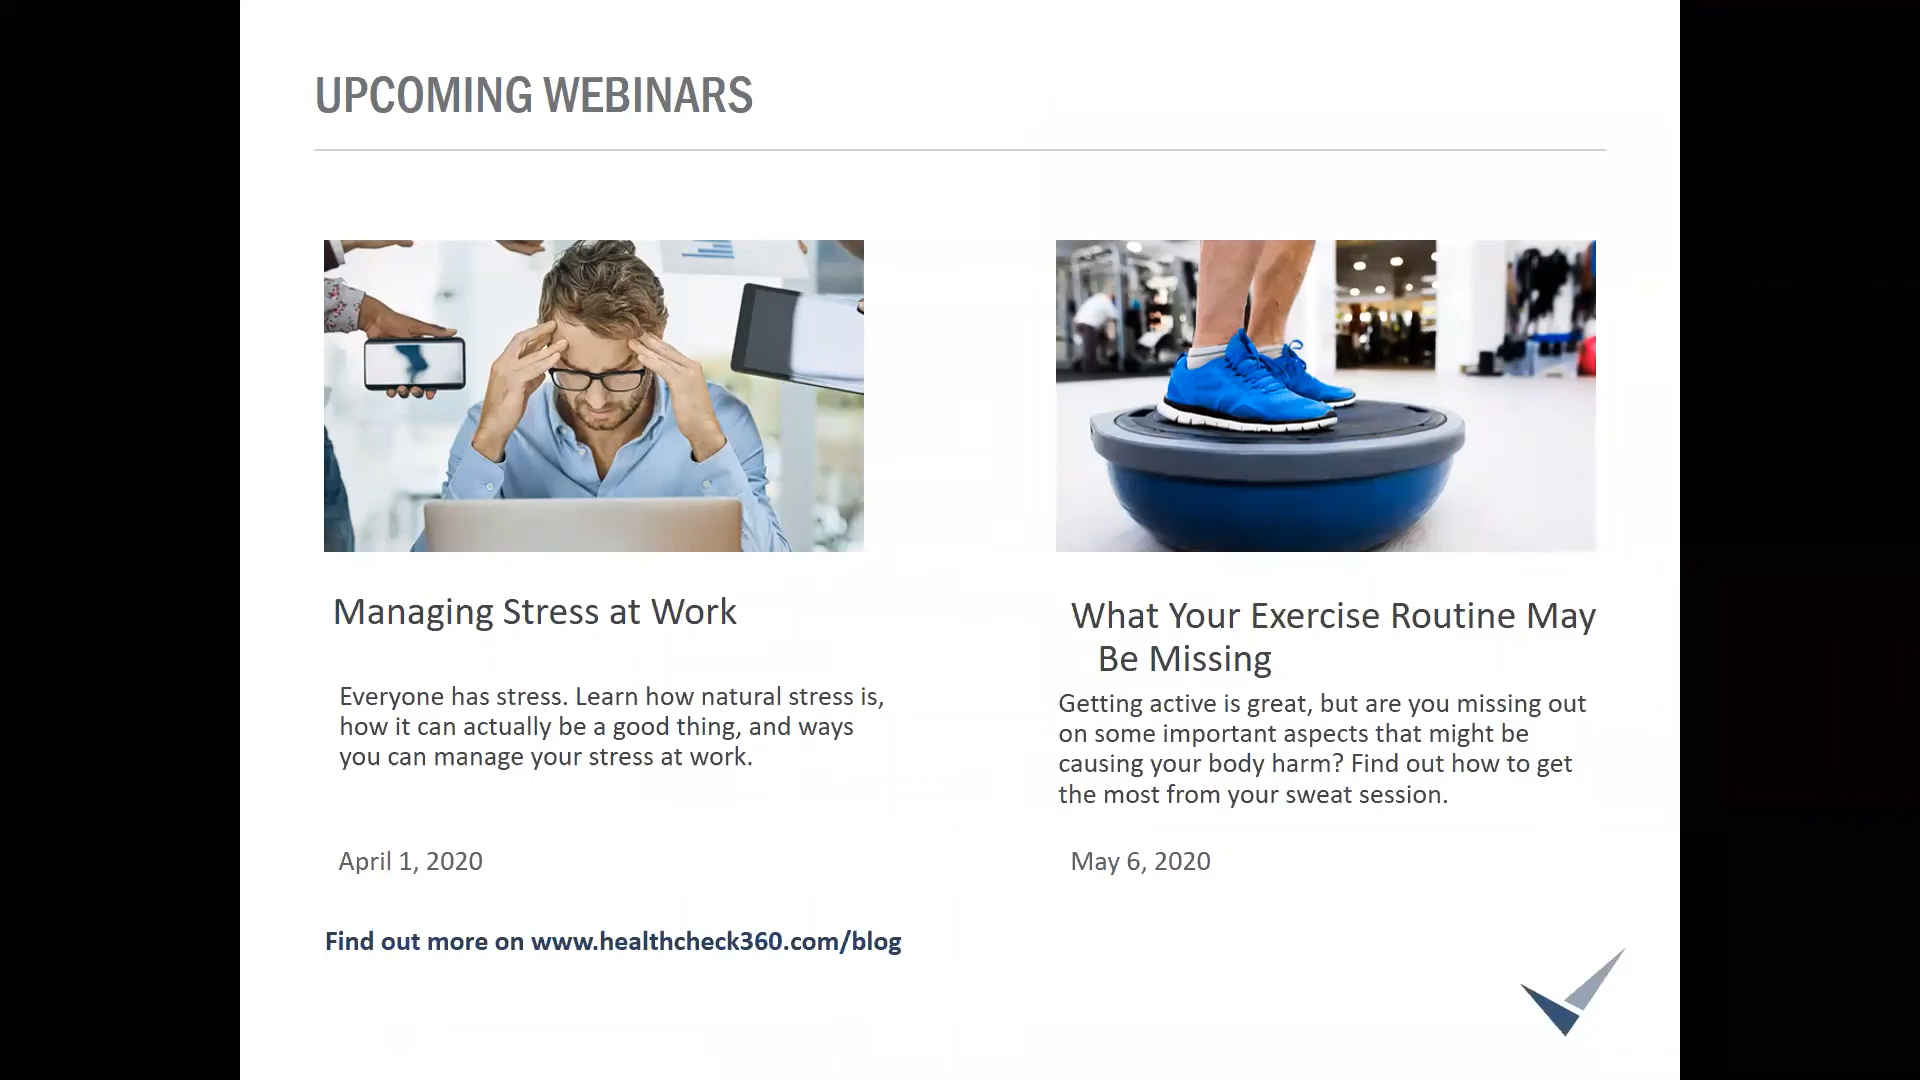 UPCOMING WEBINARS
Managing Stress at Work
Everyone has stress. Learn how natural stress is,
how it can actually be a good thing, and ways
you can manage your stress at work.
April 1, 2020
What Your Exercise Routine May
Be Missing
Getting active is great, but are you missing out
on some important aspects that might be
causing your body harm? Find out how to get
the most from your sweat session.
May 6, 2020
Find out more on www.healthcheck360.com/blog